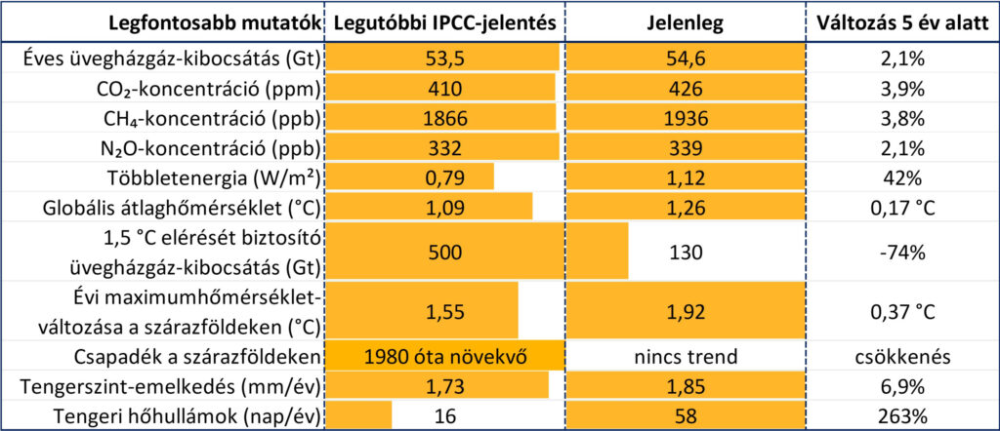 Legfontosabb mutatók Legutóbbi IPCC-jelentés Jelenleg Változás 5 év alatt
Éves üvegházgáz-kibocsátás (Gt) 53,5 54,6 2,1%
CO₂-koncentráció (ppm) 410 426 3,9%
CH₄-koncentráció (ppb) 1866 1936 3,8%
N₂O-koncentráció (ppb) 332 339 2,1%
Többletenergia (W/m²) 0,79 1,12 42%
Globális átlaghőmérséklet (°C) 1,09 1,26 0,17 °C
1,5 °C elérését biztosító
üvegházgáz-kibocsátás (Gt) 500 130 -74%
Évi maximumhőmérséklet-
változása a szárazföldeken (°C) 1,55 1,92 0,37 °C
Csapadék a szárazföldeken 1980 óta növekvő nincs trend csökkenés
Tengerszint-emelkedés (mm/év) 1,73 1,85 6,9%
Tengeri hőhullámok (nap/év) 16 58 263%